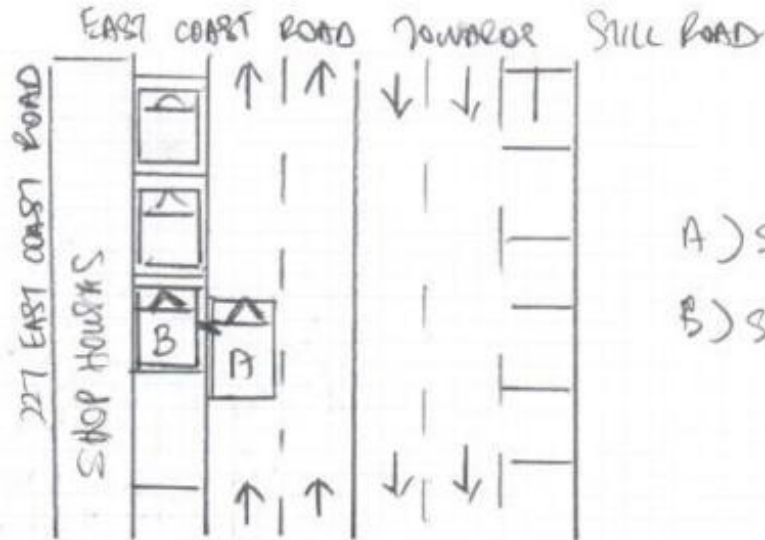 EAST COAST ROAD TOWARDS STILL ROAD
227 EAST COAST ROAD
SHOP HOUSES
A) S
B) S
B
A